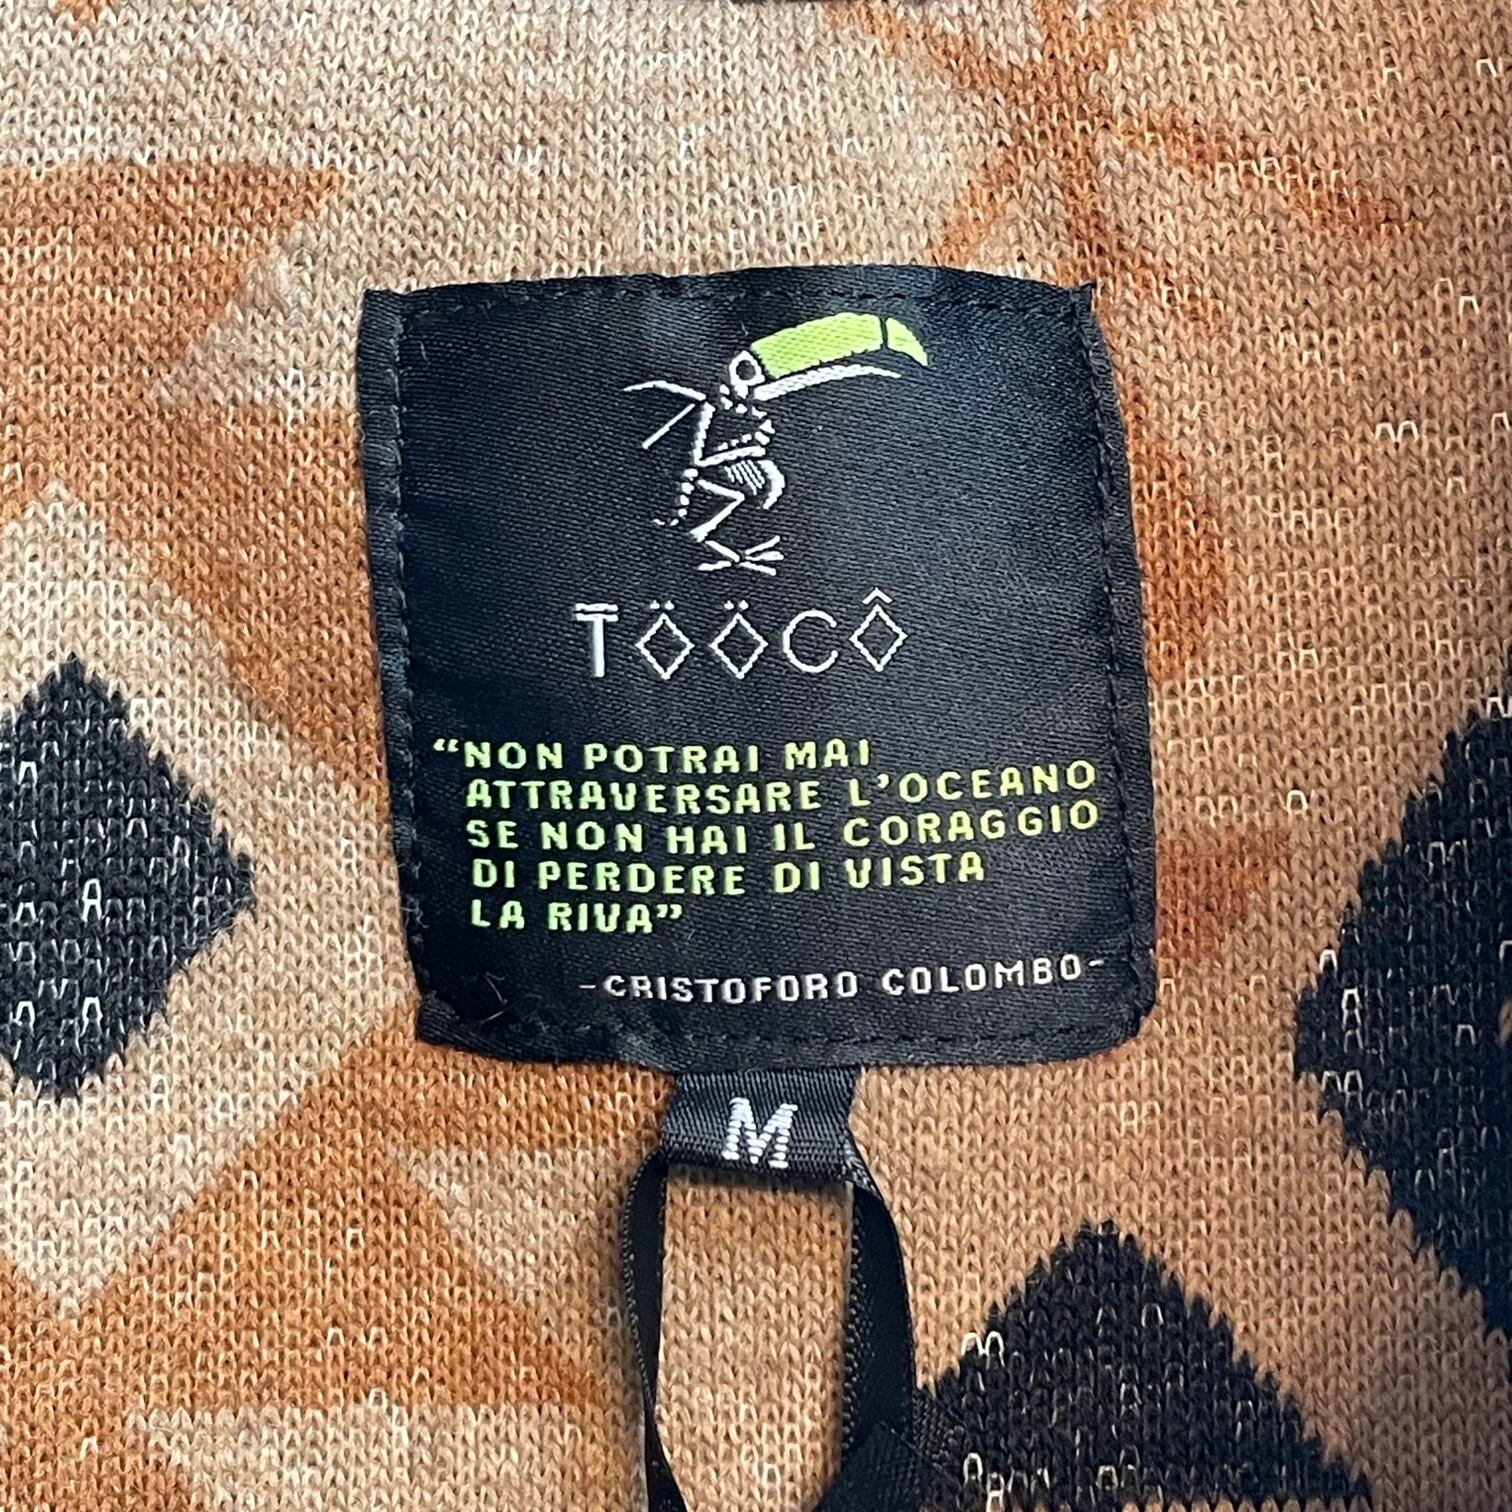 TÖÖCÔ
“NON POTRAI MAI
ATTRAVERSARE L’OCEANO
SE NON HAI IL CORAGGIO
DI PERDERE DI VISTA
LA RIVA”
-CRISTOFORO COLOMBO-
M